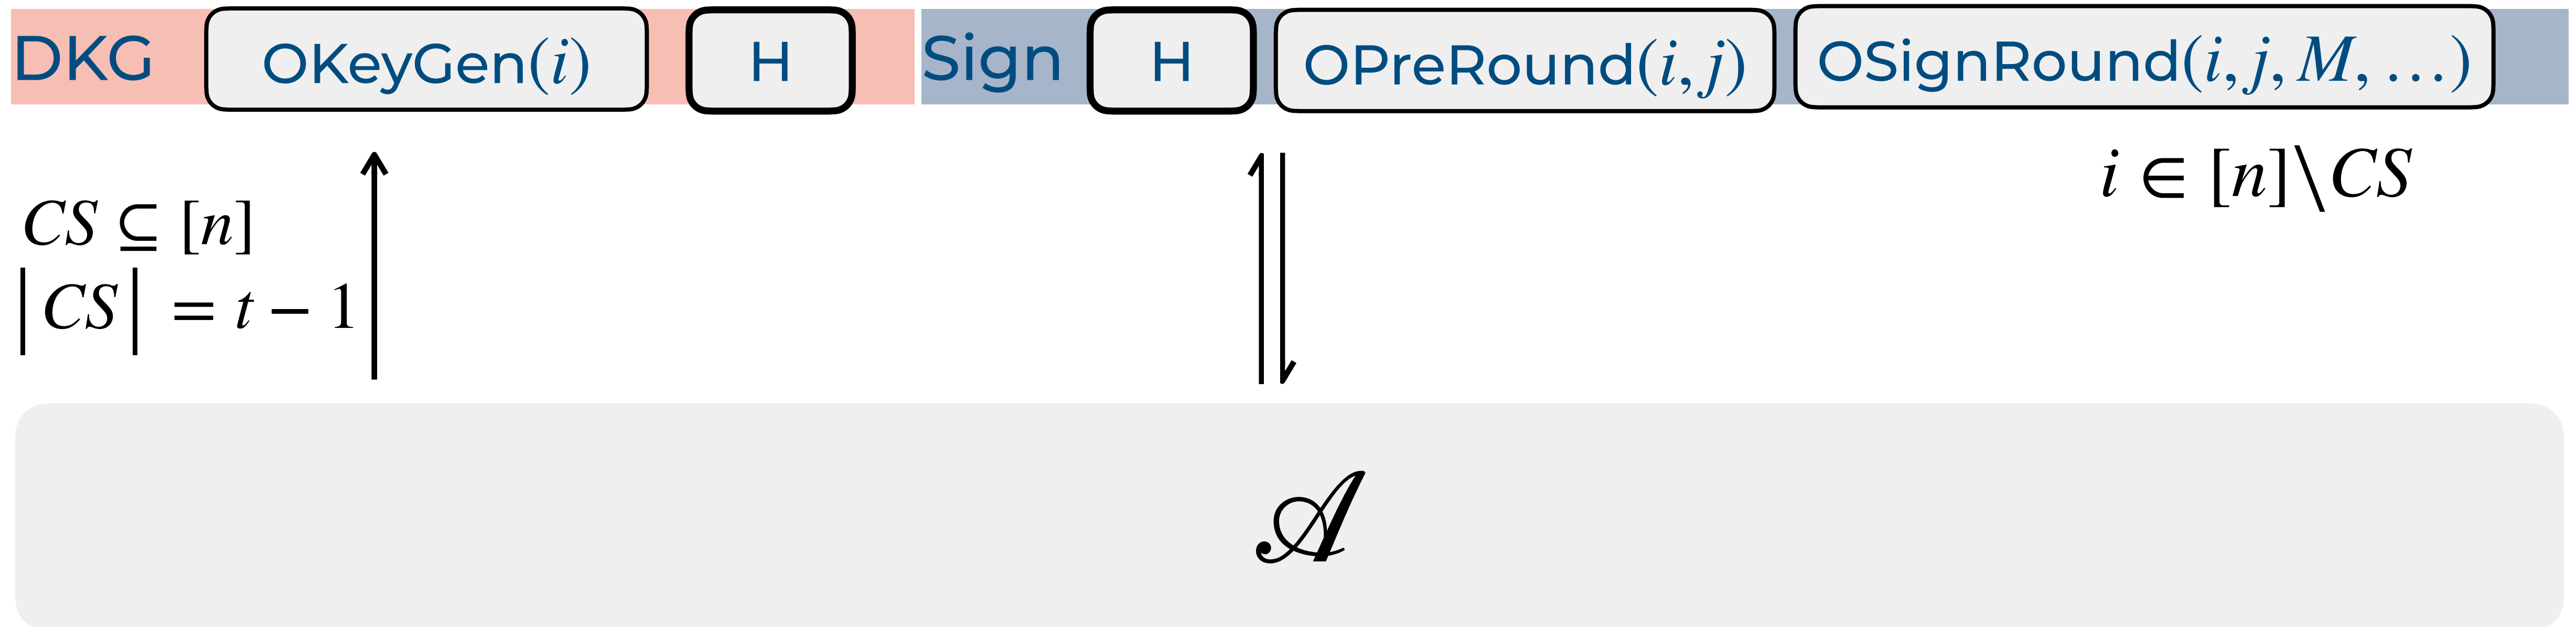 DKG OKeyGen(i) H Sign H OPreRound(i, j) OSignRound(i, j, M, …)
i ∈ [n]\CS
CS ⊆ [n]
|CS| = t − 1
𝒜